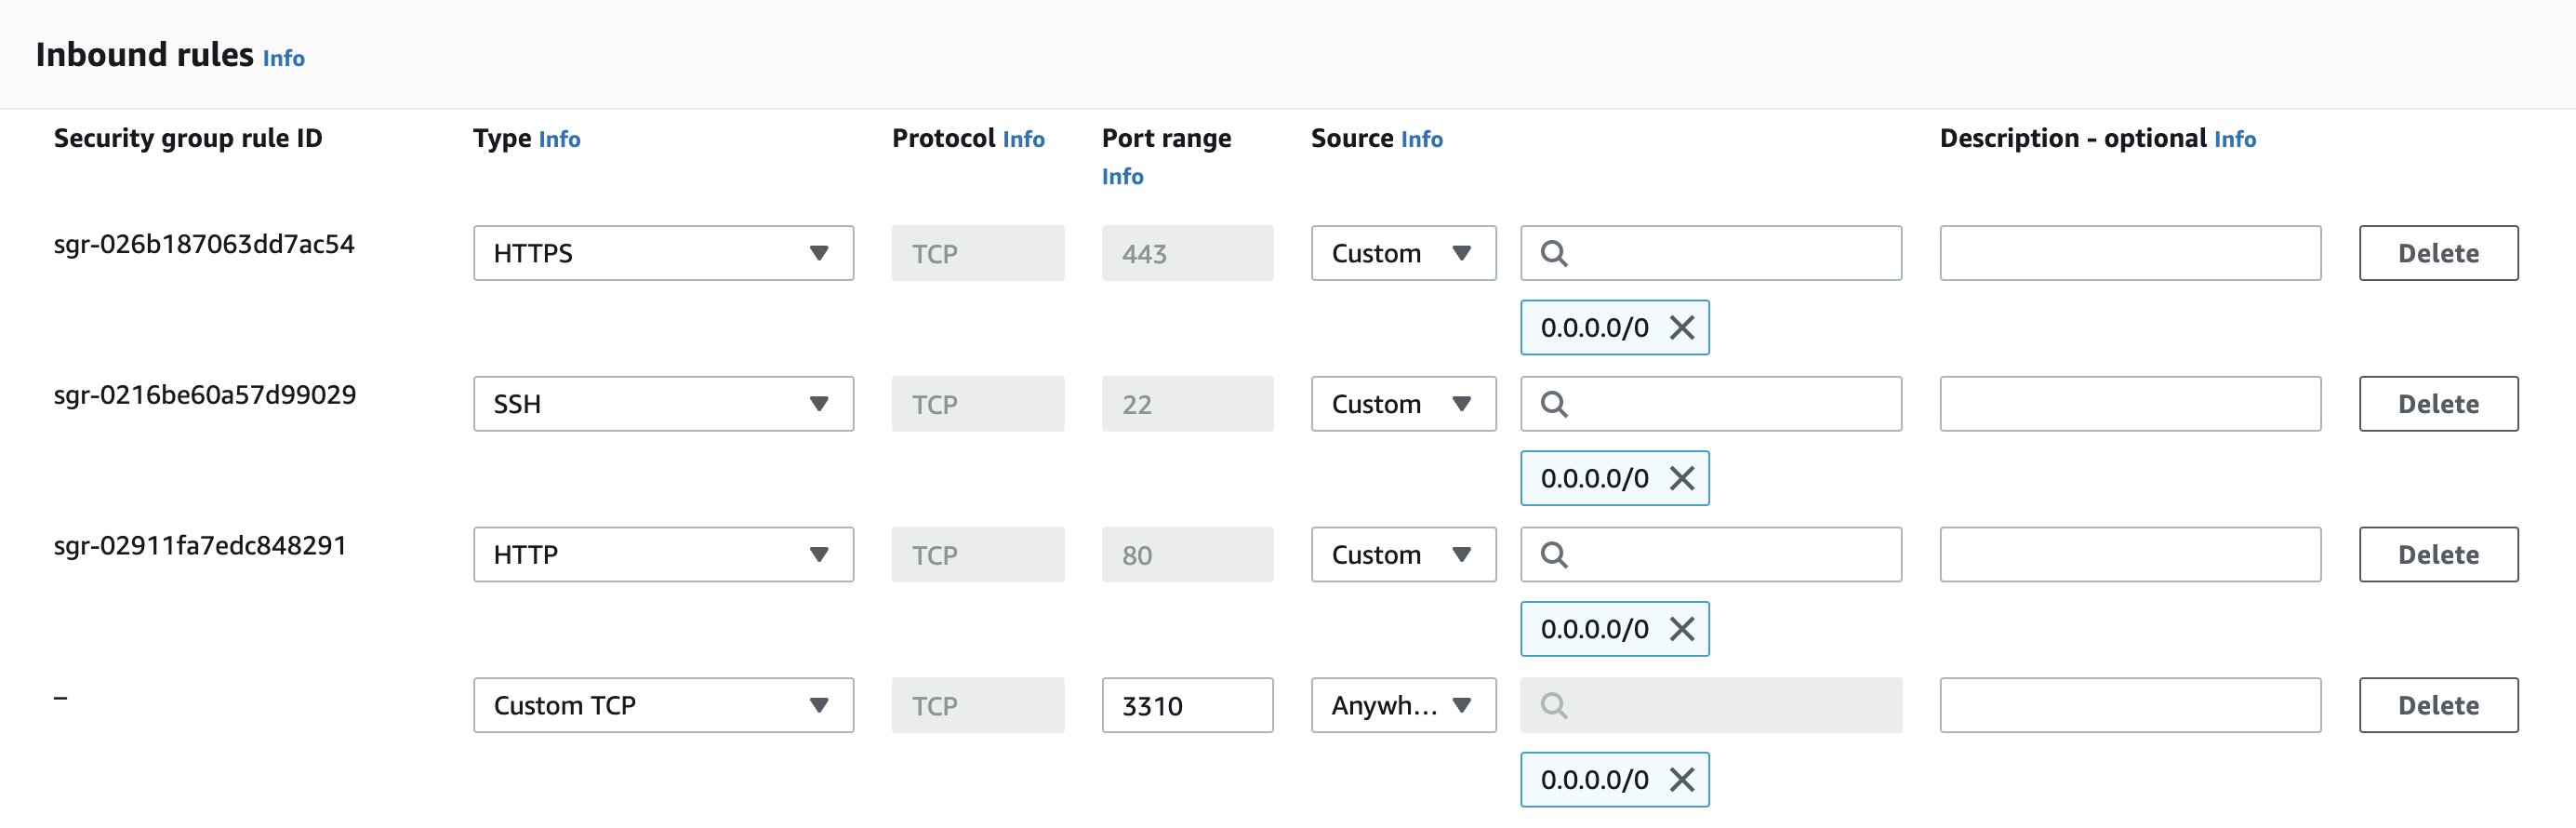 Inbound rules Info
Security group rule ID Type Info Protocol Info Port range Info Source Info Description - optional Info
sgr-026b187063dd7ac54 HTTPS TCP 443 Custom Delete
0.0.0.0/0
sgr-0216be60a57d99029 SSH TCP 22 Custom Delete
0.0.0.0/0
sgr-02911fa7edc848291 HTTP TCP 80 Custom Delete
0.0.0.0/0
– Custom TCP TCP 3310 Anywh... Delete
0.0.0.0/0